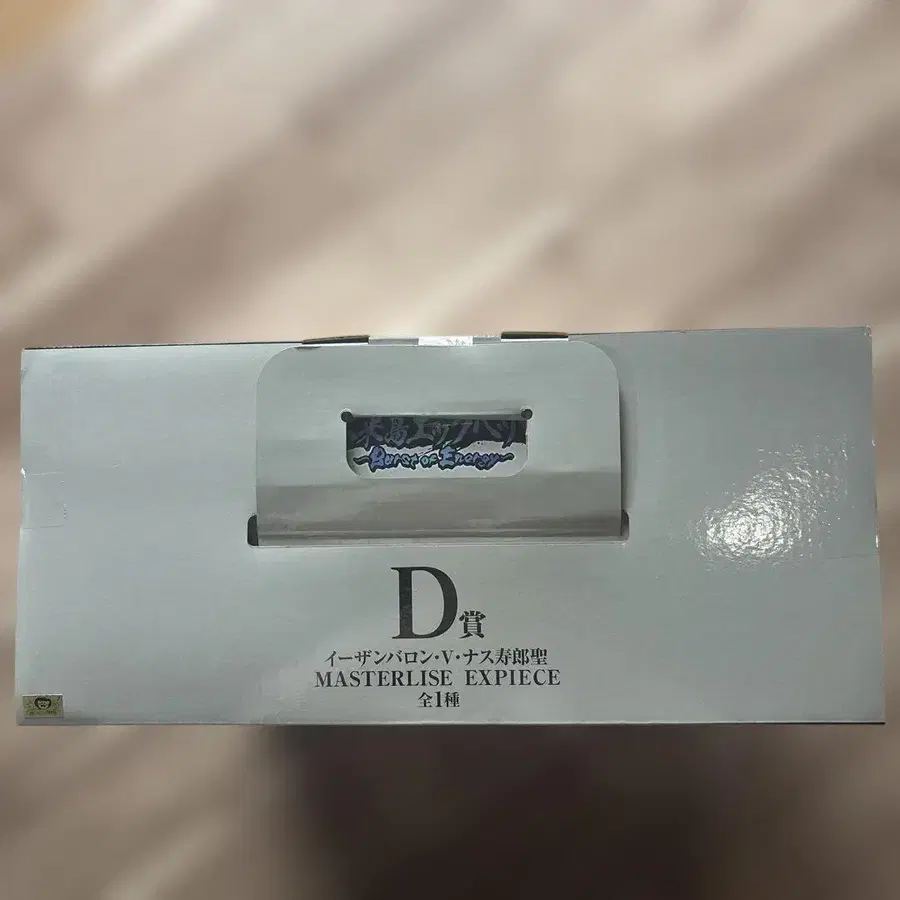 ~Burst of Energy~
D賞
イーザンバロン・V・ナス寿郎聖
MASTERLISE EXPIECE
全1種